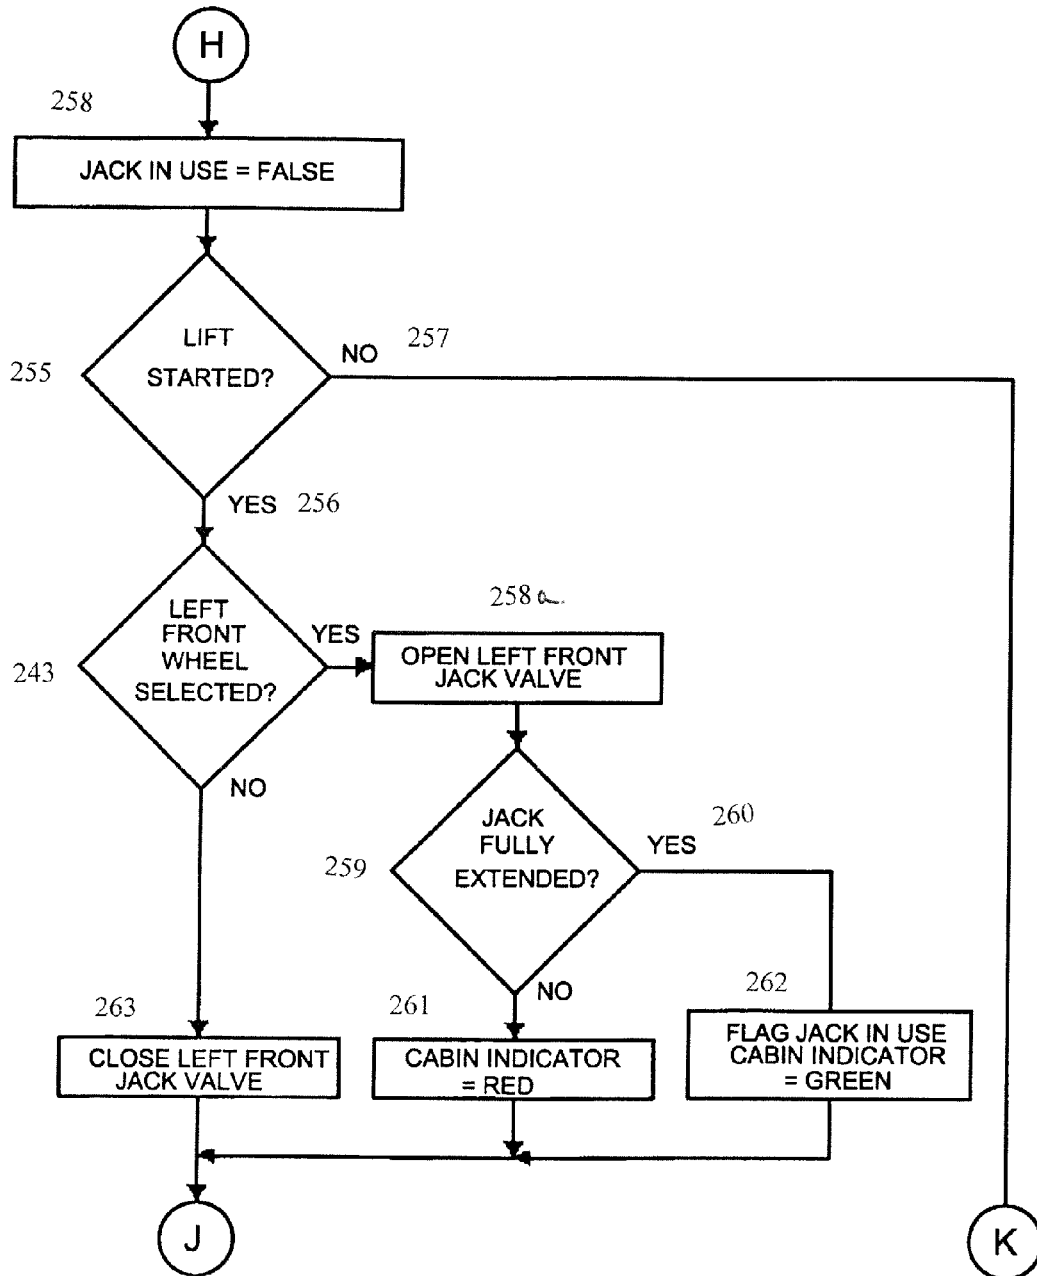 H
258
JACK IN USE = FALSE
LIFT
STARTED?
255
NO
257
YES
256
LEFT
FRONT
WHEEL
SELECTED?
243
YES
258a
OPEN LEFT FRONT
JACK VALVE
NO
JACK
FULLY
EXTENDED?
259
YES
260
NO
263
CLOSE LEFT FRONT
JACK VALVE
261
CABIN INDICATOR
= RED
262
FLAG JACK IN USE
CABIN INDICATOR
= GREEN
J
K